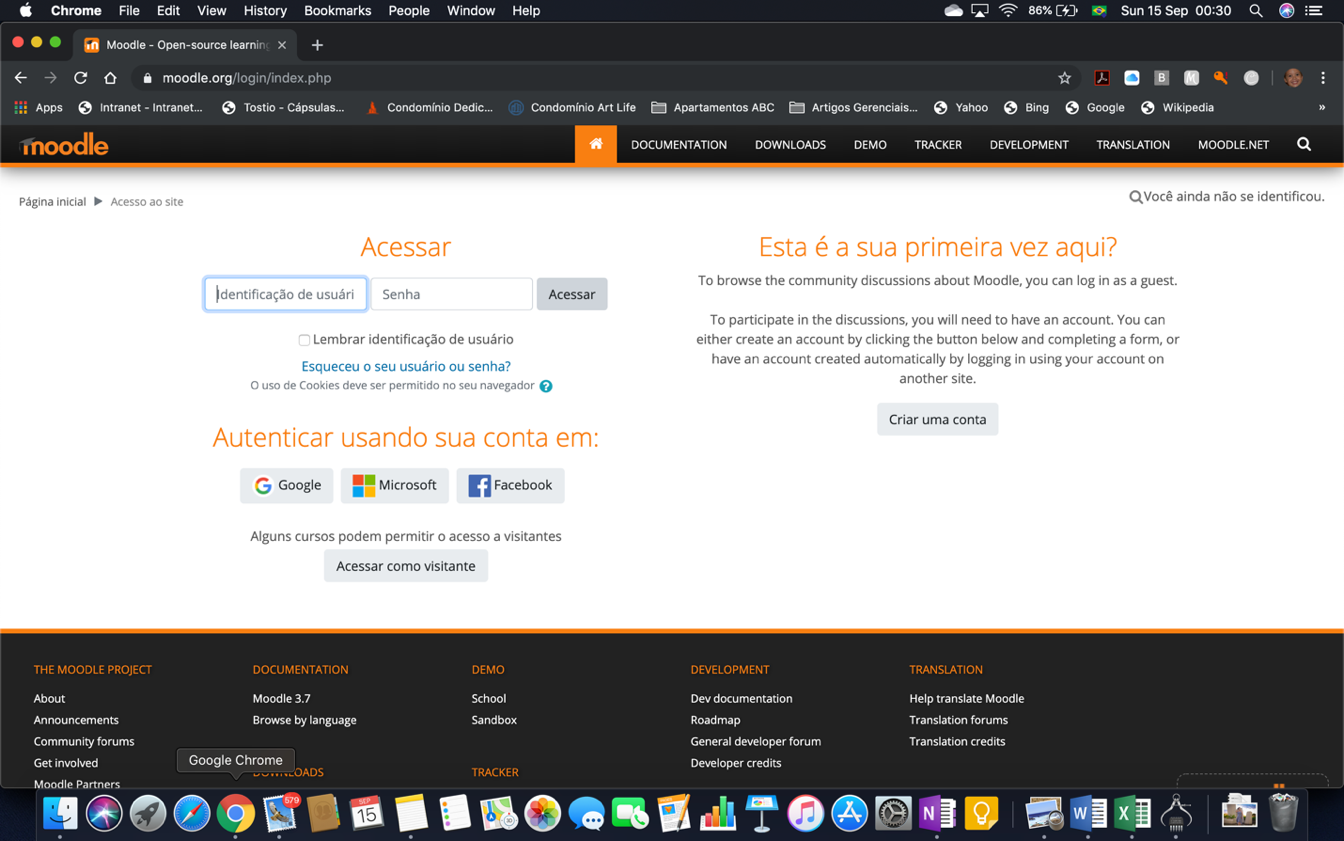 Chrome File Edit View History Bookmarks People Window Help 86% Sun 15 Sep 00:30
Moodle - Open-source learning
moodle.org/login/index.php
Apps Intranet - Intranet... Tostio - Cápsulas... Condomínio Dedic... Condomínio Art Life Apartamentos ABC Artigos Gerenciais... Yahoo Bing Google Wikipedia »
moodle DOCUMENTATION DOWNLOADS DEMO TRACKER DEVELOPMENT TRANSLATION MOODLE.NET
Página inicial Acesso ao site
Você ainda não se identificou.
Acessar
Identificação de usuári Senha Acessar
Lembrar identificação de usuário
Esqueceu o seu usuário ou senha?
O uso de Cookies deve ser permitido no seu navegador ?
Autenticar usando sua conta em:
Google Microsoft Facebook
Alguns cursos podem permitir o acesso a visitantes
Acessar como visitante
Esta é a sua primeira vez aqui?
To browse the community discussions about Moodle, you can log in as a guest.
To participate in the discussions, you will need to have an account. You can
either create an account by clicking the button below and completing a form, or
have an account created automatically by logging in using your account on
another site.
Criar uma conta
THE MOODLE PROJECT
About
Announcements
Community forums
Get involved
Moodle Partners
DOCUMENTATION
Moodle 3.7
Browse by language
DOWNLOADS
DEMO
School
Sandbox
TRACKER
DEVELOPMENT
Dev documentation
Roadmap
General developer forum
Developer credits
TRANSLATION
Help translate Moodle
Translation forums
Translation credits
Google Chrome
579
SEP
15